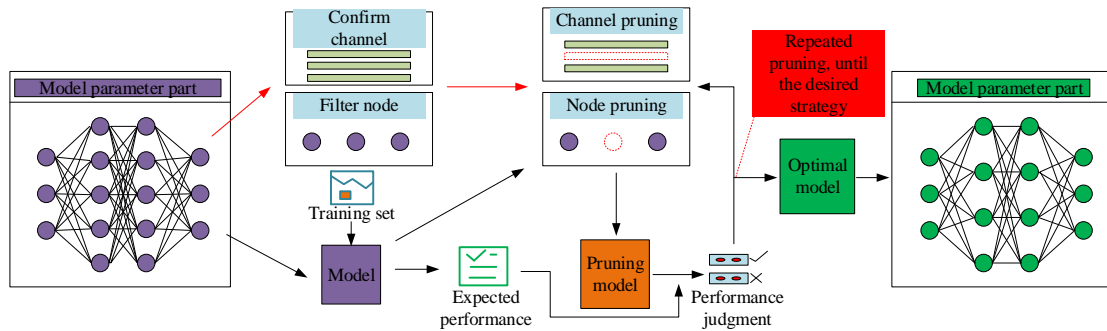 Model parameter part
Confirm
channel
Filter node
Training set
Model
Expected
performance
Channel pruning
Node pruning
Pruning
model
Performance
judgment
Repeated
pruning, until
the desired
strategy
Optimal
model
Model parameter part